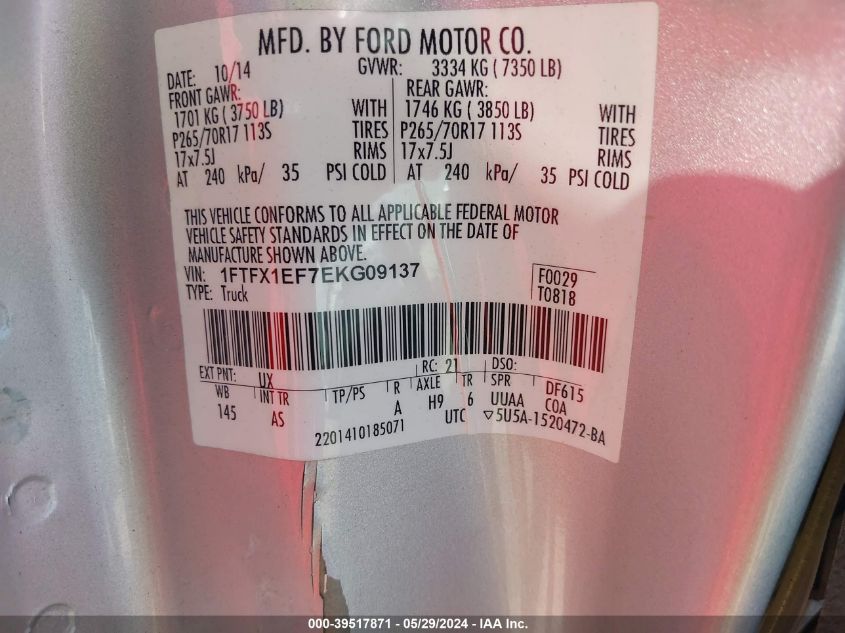 MFD. BY FORD MOTOR CO.
DATE: 10/14 GVWR: 3334 KG ( 7350 LB)
FRONT GAWR: REAR GAWR:
1701 KG ( 3750 LB) WITH 1746 KG ( 3850 LB) WITH
P265/70R17 113S TIRES P265/70R17 113S TIRES
17x7.5J RIMS 17x7.5J RIMS
AT 240 kPa/ 35 PSI COLD AT 240 kPa/ 35 PSI COLD
THIS VEHICLE CONFORMS TO ALL APPLICABLE FEDERAL MOTOR
VEHICLE SAFETY STANDARDS IN EFFECT ON THE DATE OF
MANUFACTURE SHOWN ABOVE.
VIN: 1FTFX1EF7EKG09137 F0029
TYPE: Truck T0818
EXT PNT: UX RC: 21 DSO:
WB INT TR TP/PS R AXLE TR SPR DF615
145 AS A H9 6 UUAA COA
2201410185071 UTC ▽5U5A-1520472-BA
000-39517871 - 05/29/2024 - IAAI US Inc.